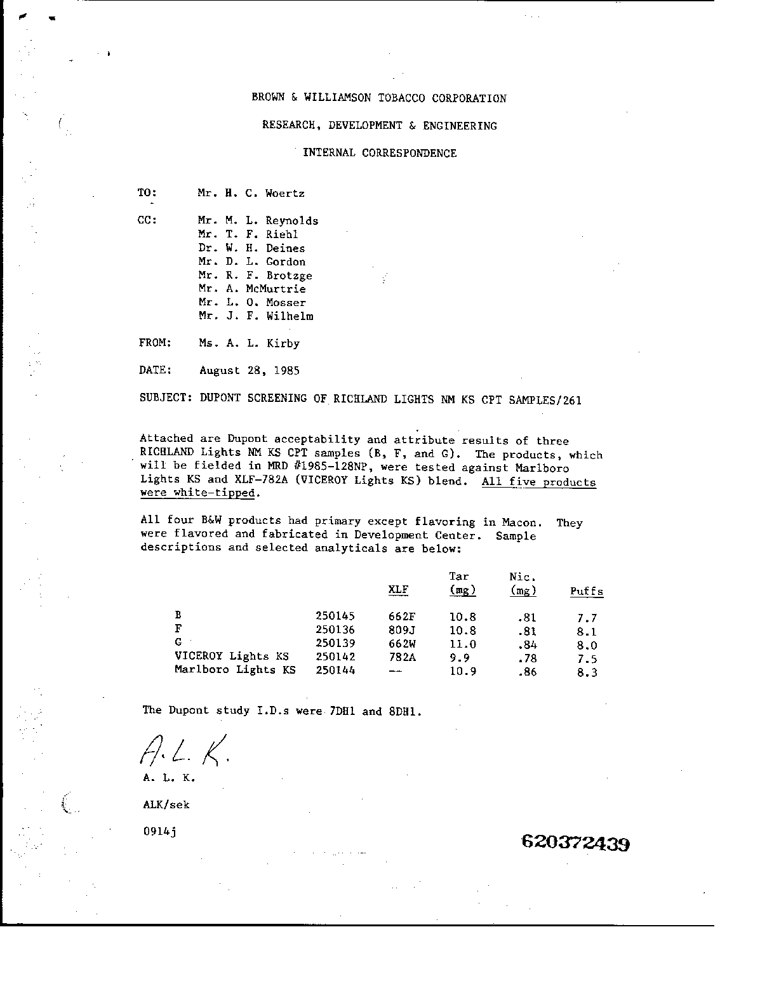 BROWN & WILLIAMSON TOBACCO CORPORATION
RESEARCH, DEVELOPMENT & ENGINEERING
INTERNAL CORRESPONDENCE
TO: Mr. H. C. Woertz
CC: Mr. M. L. Reynolds
Mr. T. F. Riehl
Dr. W. H. Deines
Mr. D. L. Gordon
Mr. R. F. Brotzge
Mr. A. McMurtrie
Mr. L. O. Mosser
Mr. J. F. Wilhelm
FROM: Ms. A. L. Kirby
DATE: August 28, 1985
SUBJECT: DUPONT SCREENING OF RICHLAND LIGHTS NM KS CPT SAMPLES/261
Attached are Dupont acceptability and attribute results of three
RICHLAND Lights NM KS CPT samples (B, F, and G). The products, which
will be fielded in MRD #1985-128NP, were tested against Marlboro
Lights KS and XLF-782A (VICEROY Lights KS) blend. All five products
were white-tipped.
All four B&W products had primary except flavoring in Macon. They
were flavored and fabricated in Development Center. Sample
descriptions and selected analyticals are below:
Tar Nic.
XLF (mg) (mg) Puffs
B 250145 662F 10.8 .81 7.7
F 250136 809J 10.8 .81 8.1
G 250139 662W 11.0 .84 8.0
VICEROY Lights KS 250142 782A 9.9 .78 7.5
Marlboro Lights KS 250144 -- 10.9 .86 8.3
The Dupont study I.D.s were 7DH1 and 8DH1.
A. L. K.
A. L. K.
ALK/sek
0914j
620372439